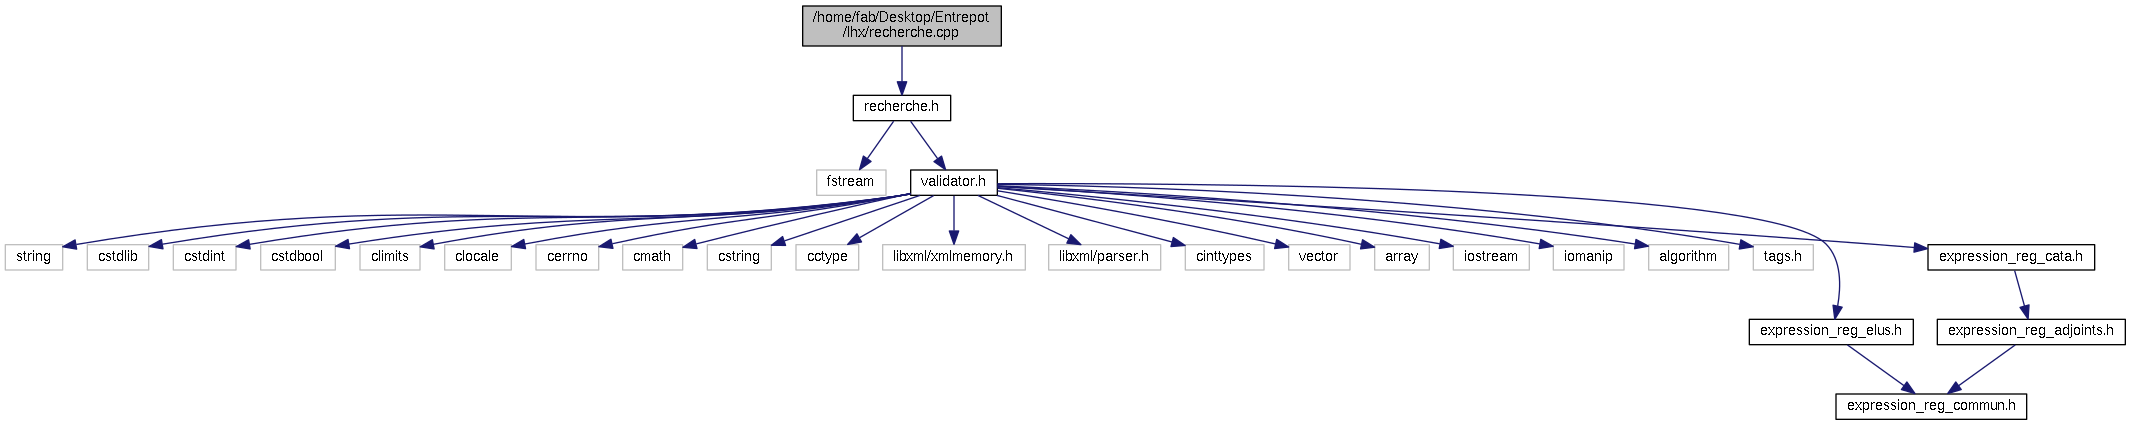 /home/fab/Desktop/Entrepot
/lhx/recherche.cpp
recherche.h
fstream
validator.h
string
cstdlib
cstdint
cstdbool
climits
clocale
cerrno
cmath
cstring
cctype
libxml/xmlmemory.h
libxml/parser.h
cinttypes
vector
array
iostream
iomanip
algorithm
tags.h
expression_reg_cata.h
expression_reg_elus.h
expression_reg_adjoints.h
expression_reg_commun.h